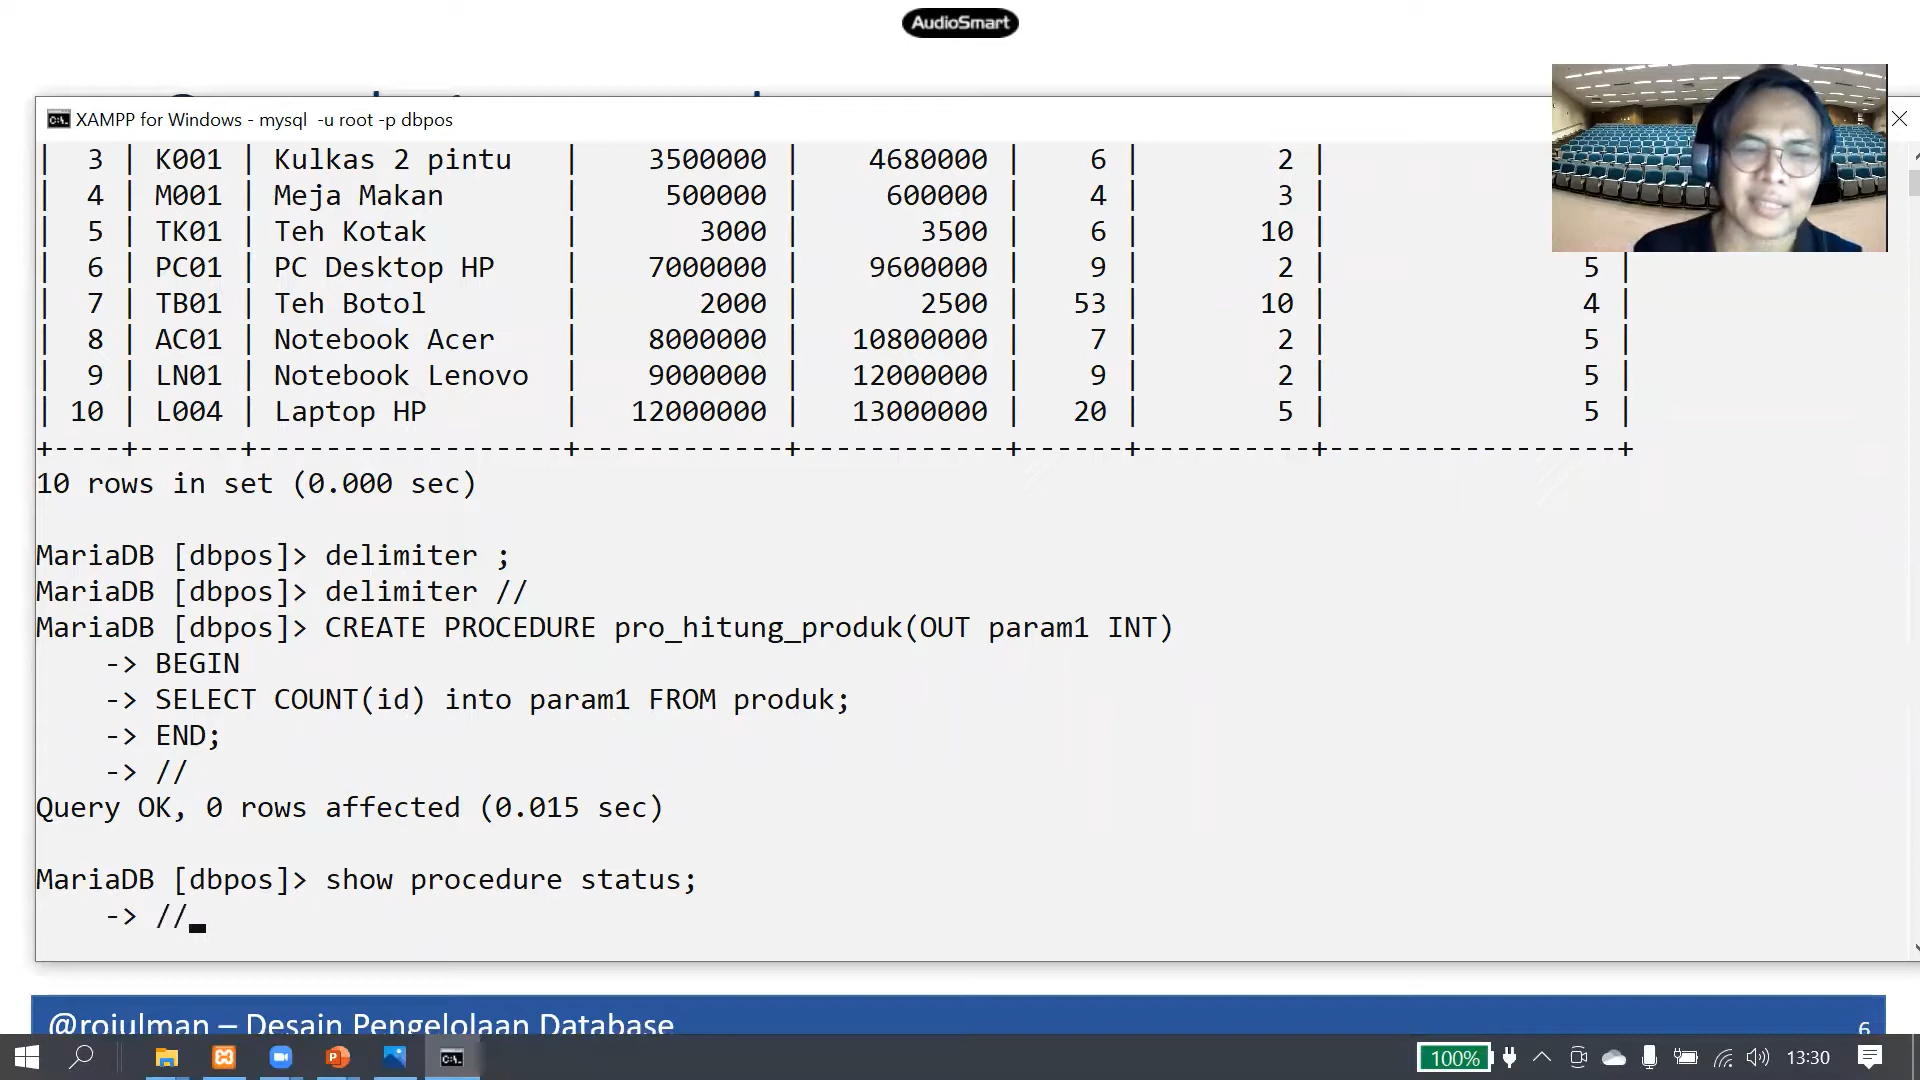 AudioSmart
XAMPP for Windows - mysql  -u root -p dbpos
|  3 | K001 | Kulkas 2 pintu   |    3500000 |     4680000 |    6 |        2 |
|  4 | M001 | Meja Makan       |     500000 |      600000 |    4 |        3 |
|  5 | TK01 | Teh Kotak        |       3000 |        3500 |    6 |       10 |
|  6 | PC01 | PC Desktop HP    |    7000000 |     9600000 |    9 |        2 |               5 |
|  7 | TB01 | Teh Botol        |       2000 |        2500 |   53 |       10 |               4 |
|  8 | AC01 | Notebook Acer    |    8000000 |    10800000 |    7 |        2 |               5 |
|  9 | LN01 | Notebook Lenovo  |    9000000 |    12000000 |    9 |        2 |               5 |
| 10 | L004 | Laptop HP        |   12000000 |    13000000 |   20 |        5 |               5 |
+----+------+------------------+------------+------------+------+----------+-----------------+
10 rows in set (0.000 sec)
MariaDB [dbpos]> delimiter ;
MariaDB [dbpos]> delimiter //
MariaDB [dbpos]> CREATE PROCEDURE pro_hitung_produk(OUT param1 INT)
    -> BEGIN
    -> SELECT COUNT(id) into param1 FROM produk;
    -> END;
    -> //
Query OK, 0 rows affected (0.015 sec)
MariaDB [dbpos]> show procedure status;
    -> //
@rojulman – Desain Pengelolaan Database
6
100%
13:30